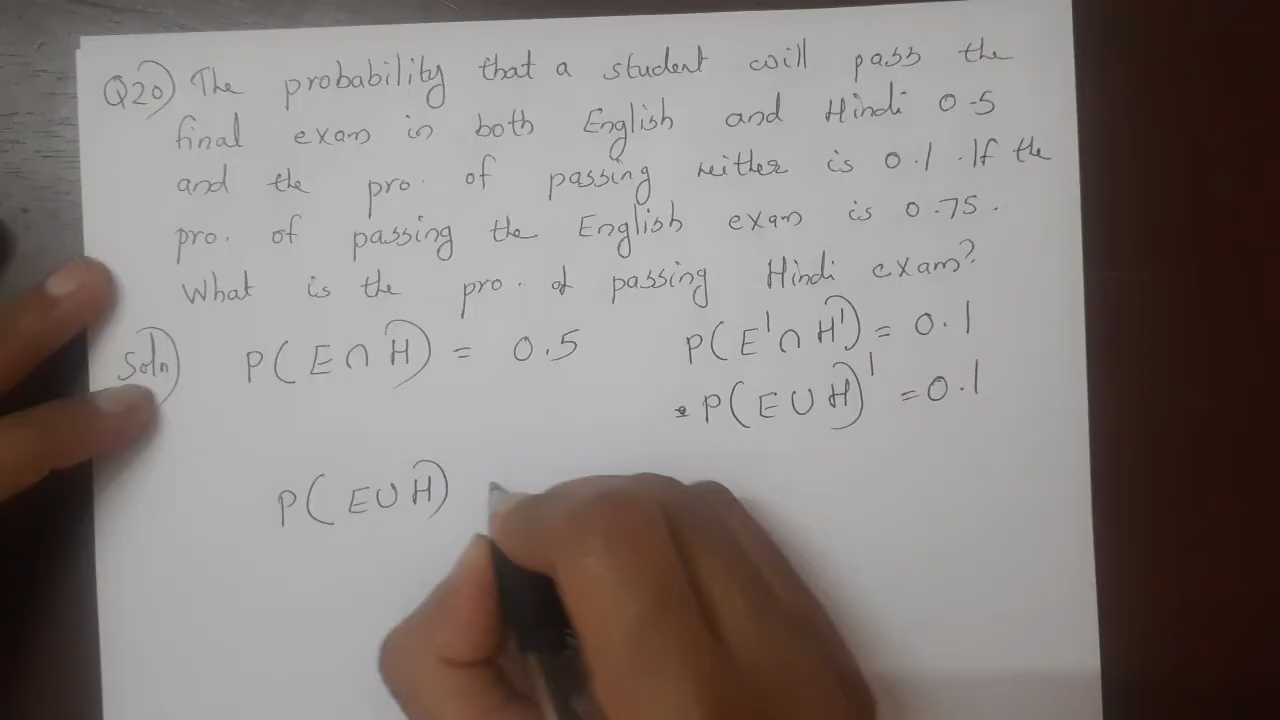 Q20) The probability that a student will pass the
final exam in both English and Hindi 0.5
and the pro. of passing neither is 0.1 . If the
pro. of passing the English exam is 0.75.
What is the pro. of passing Hindi exam?
Soln) P(E∩H) = 0.5 P(E'∩H') = 0.1
P(E∪H)' = 0.1
P(E∪H)